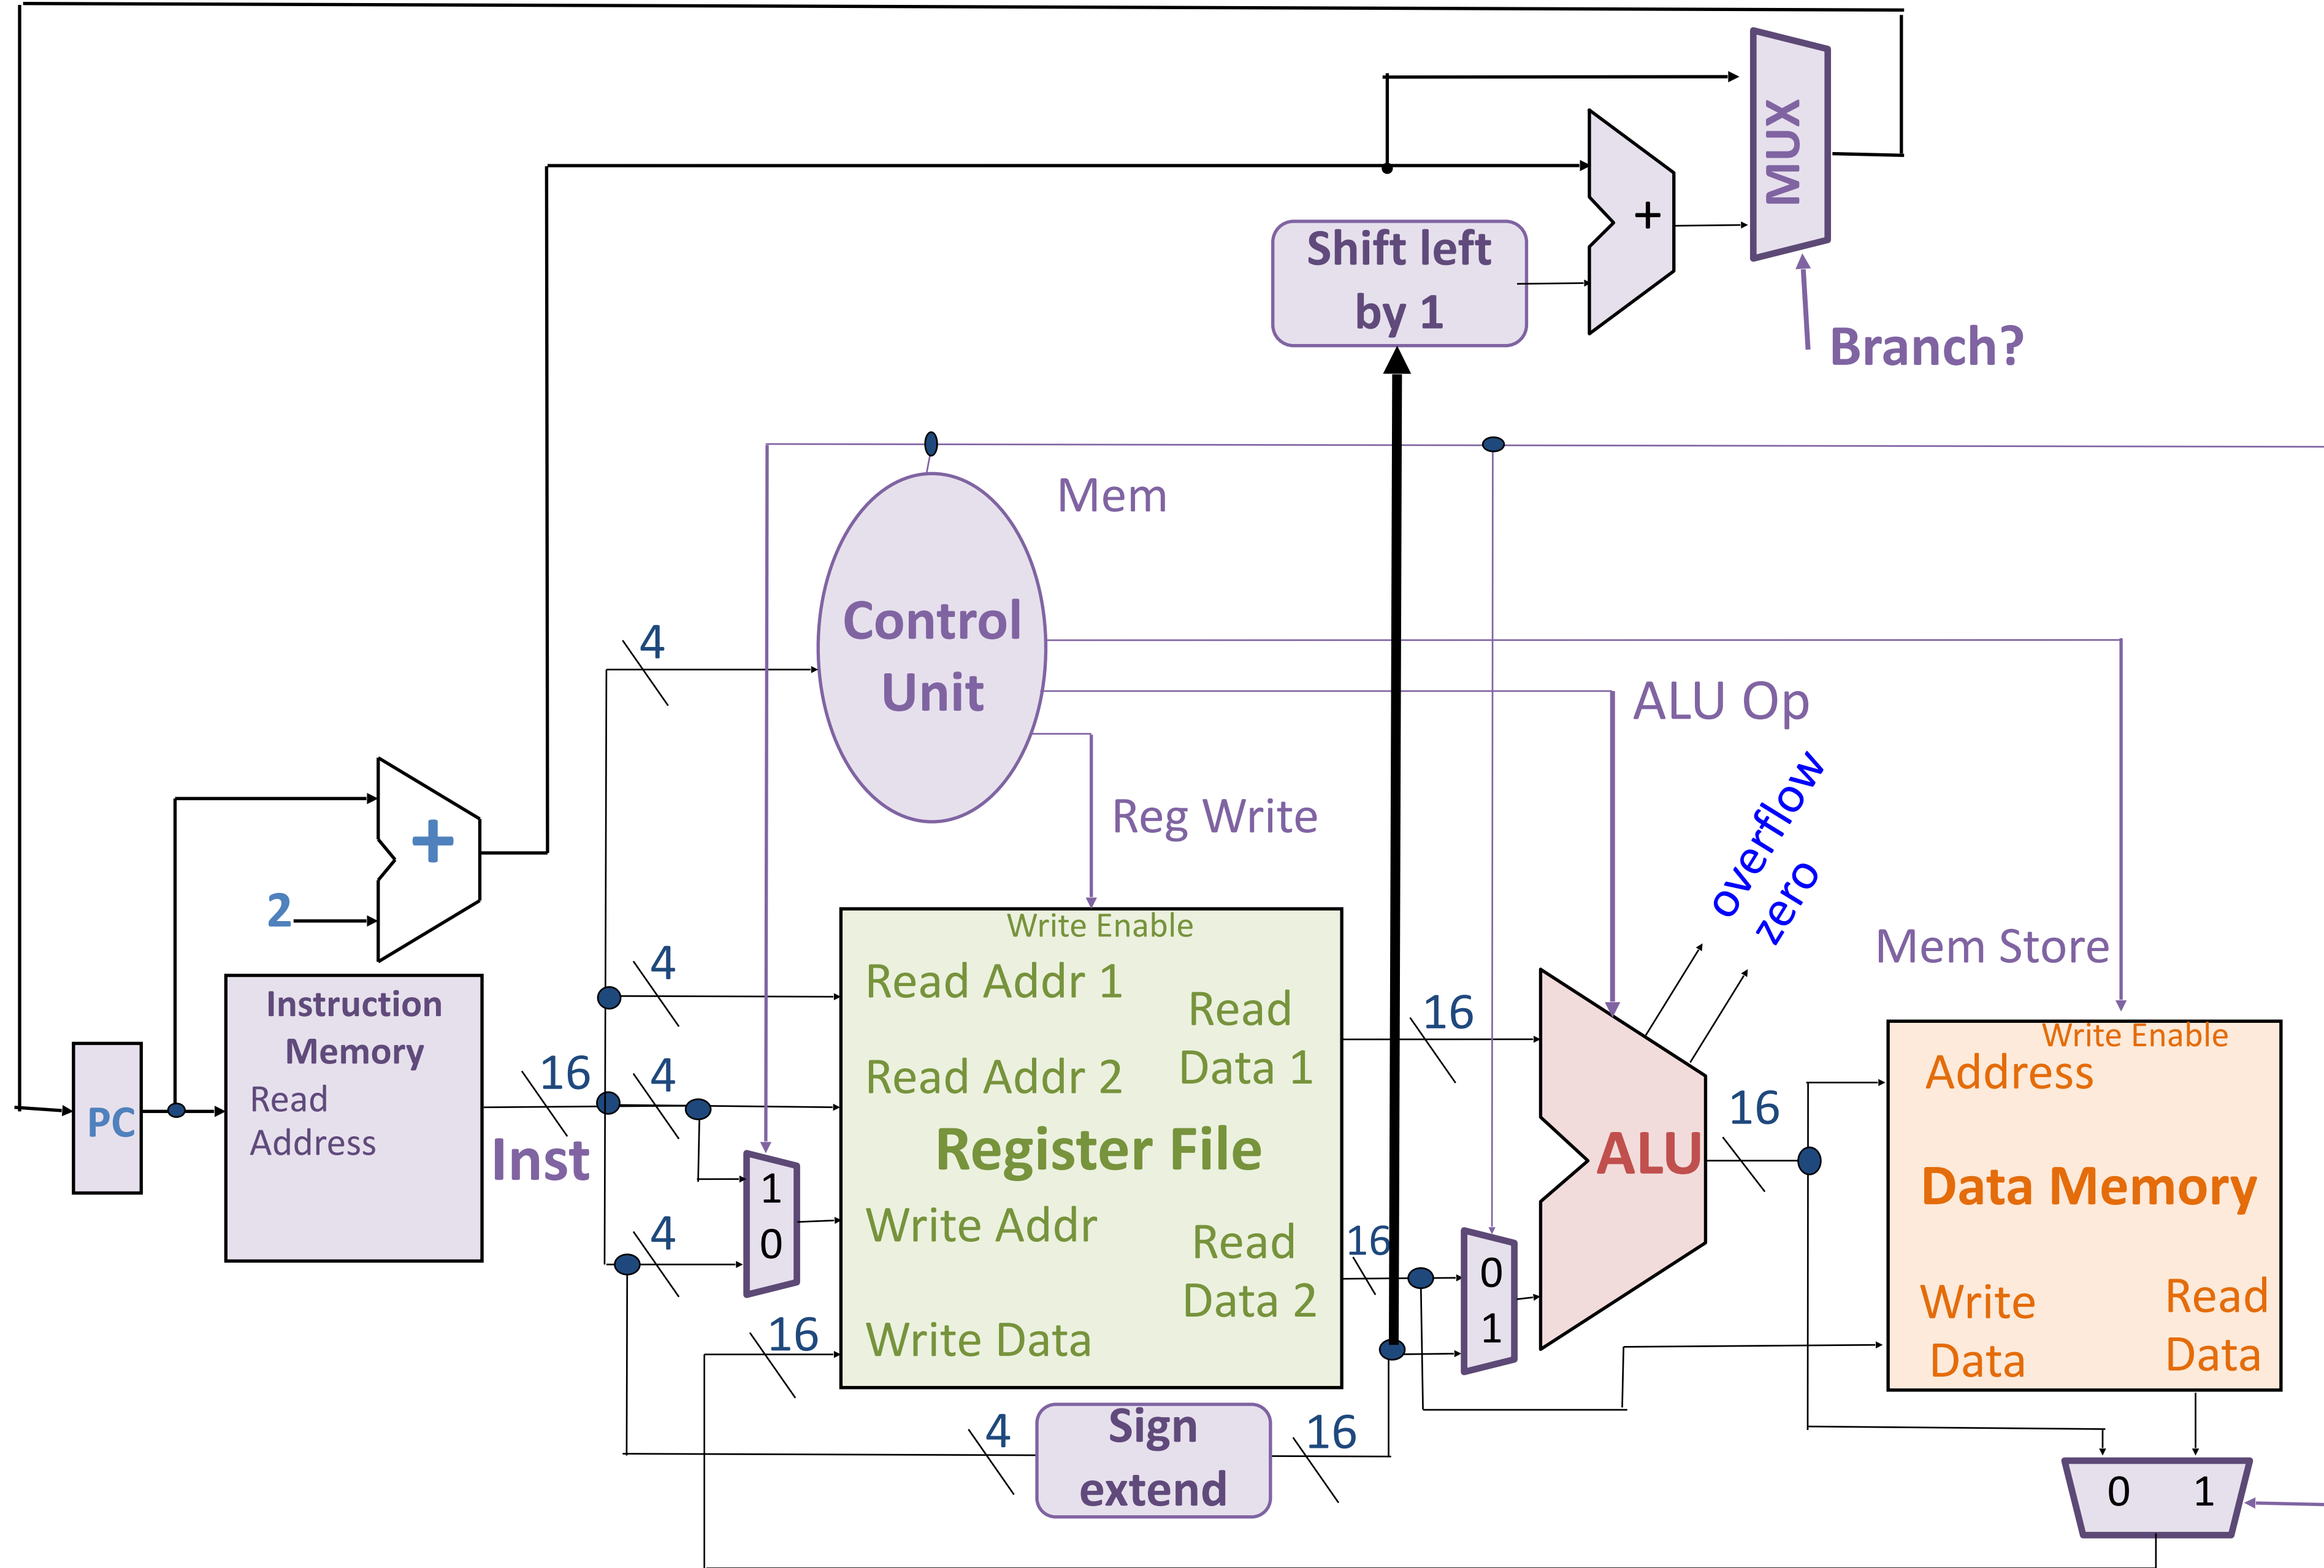 MUX
+
Shift left
by 1
Branch?
Mem
Control
Unit
4
ALU Op
overflow
zero
Reg Write
+
2
Mem Store
Write Enable
4
Read Addr 1
Read
Data 1
16
Instruction
Memory
Read
Address
PC
16
Inst
4
Read Addr 2
Register File
1
0
4
Write Addr
Read
Data 2
16
0
1
ALU
16
Write Enable
Address
Data Memory
Write
Data
Read
Data
16
Write Data
4
Sign
extend
16
0 1